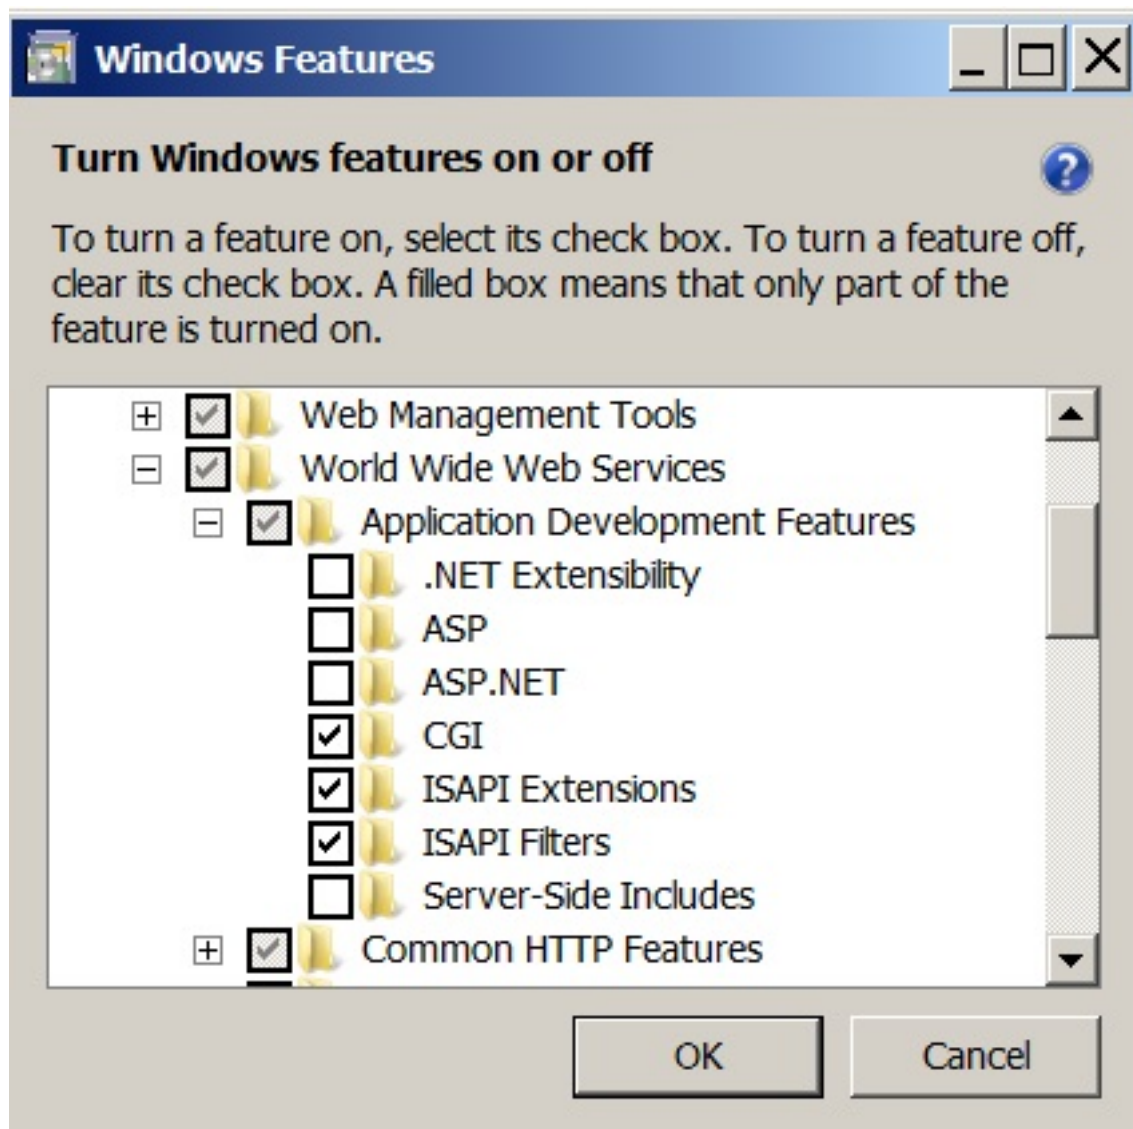 Windows Features
Turn Windows features on or off
To turn a feature on, select its check box. To turn a feature off,
clear its check box. A filled box means that only part of the
feature is turned on.
Web Management Tools
World Wide Web Services
Application Development Features
.NET Extensibility
ASP
ASP.NET
CGI
ISAPI Extensions
ISAPI Filters
Server-Side Includes
Common HTTP Features
OK Cancel